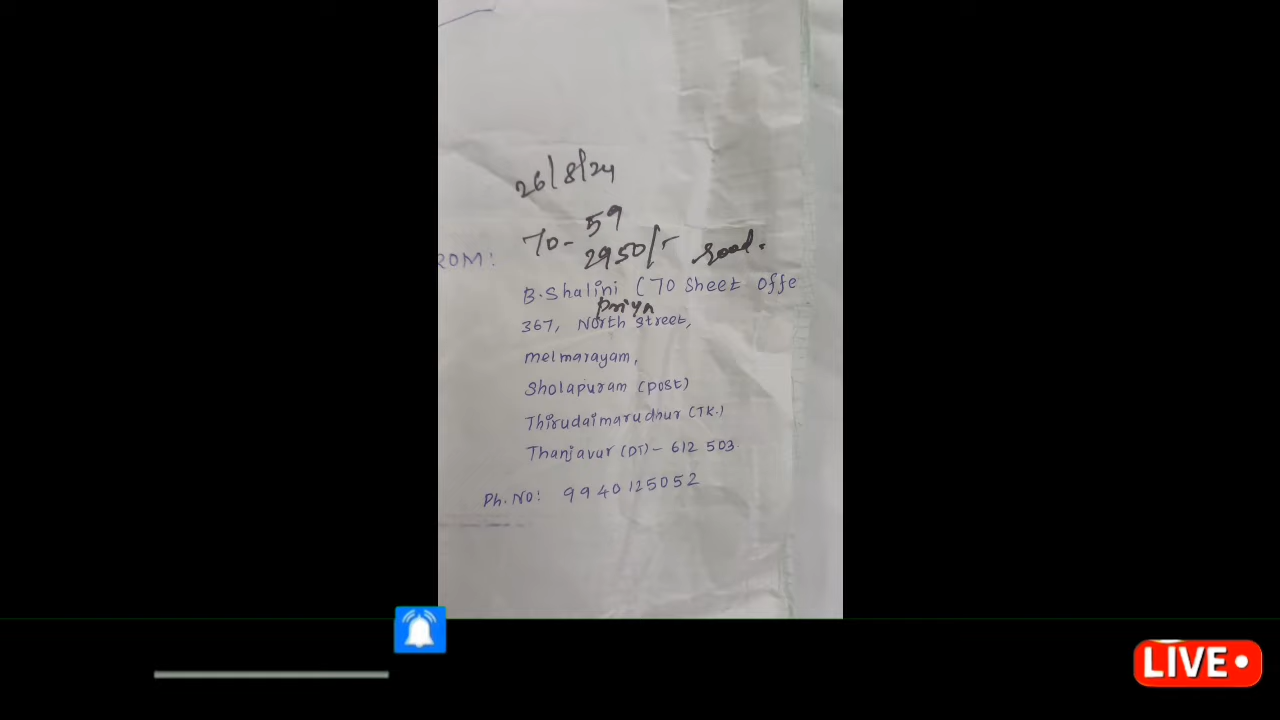 26/8/24
59
70- 2950/- Good.
ROM:
B.Shalini (70 sheet offe
Priya
367, North street,
melmarayam,
Sholapuram (post)
Thirudaimarudhur (TK.)
Thanjavur (DT) - 612 503
Ph. NO: 9940125052
LIVE